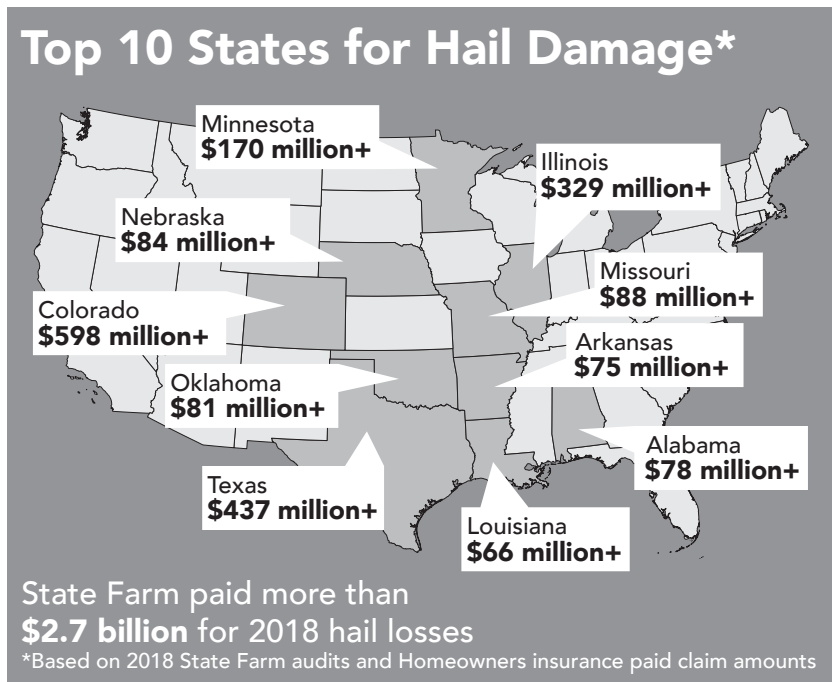 Top 10 States for Hail Damage*
Minnesota
$170 million+
Illinois
$329 million+
Nebraska
$84 million+
Missouri
$88 million+
Colorado
$598 million+
Arkansas
$75 million+
Oklahoma
$81 million+
Alabama
$78 million+
Texas
$437 million+
Louisiana
$66 million+
State Farm paid more than
$2.7 billion for 2018 hail losses
*Based on 2018 State Farm audits and Homeowners insurance paid claim amounts